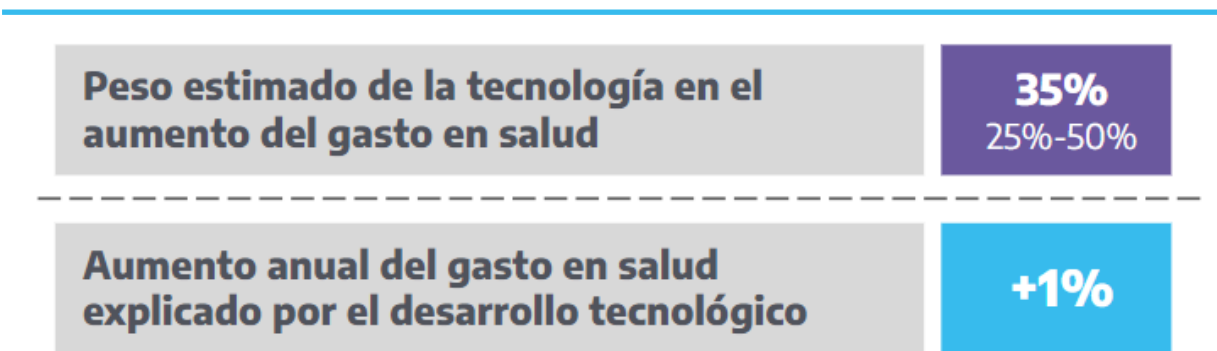 Peso estimado de la tecnología en el
aumento del gasto en salud
35%
25%-50%
Aumento anual del gasto en salud
explicado por el desarrollo tecnológico
+1%